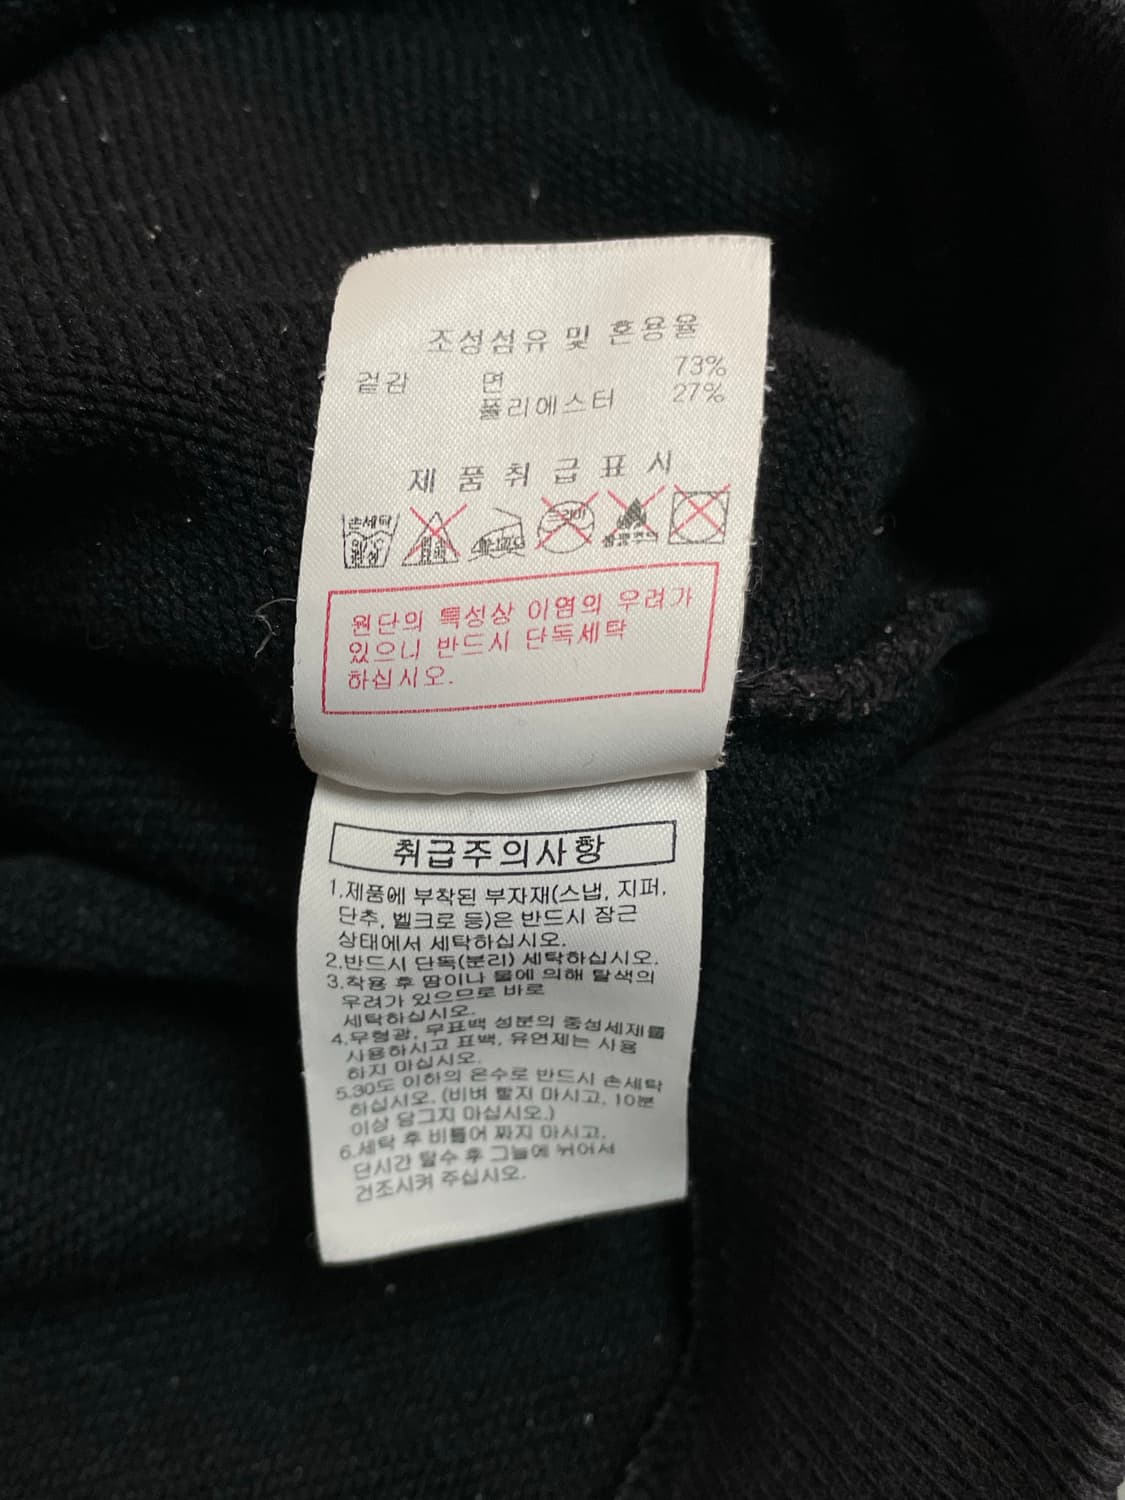 조성섬유 및 혼용율
겉감 면 73%
폴리에스터 27%
제 품 취 급 표 시
손세탁
드라이
원단의 특성상 이염의 우려가
있으니 반드시 단독세탁
하십시오.
취급주의사항
1.제품에 부착된 부자재(스냅, 지퍼,
단추, 벨크로 등)은 반드시 잠근
상태에서 세탁하십시오.
2.반드시 단독(분리) 세탁하십시오.
3.착용 후 땀이나 물에 의해 탈색의
우려가 있으므로 바로
세탁하십시오.
4.무형광, 무표백 성분의 중성세제를
사용하시고 표백, 유연제는 사용
하지 마십시오.
5.30도 이하의 온수로 반드시 손세탁
하십시오. (비벼 빨지 마시고, 10분
이상 담그지 마십시오.)
6.세탁 후 비틀어 짜지 마시고,
단시간 탈수 후 그늘에 뉘어서
건조시켜 주십시오.